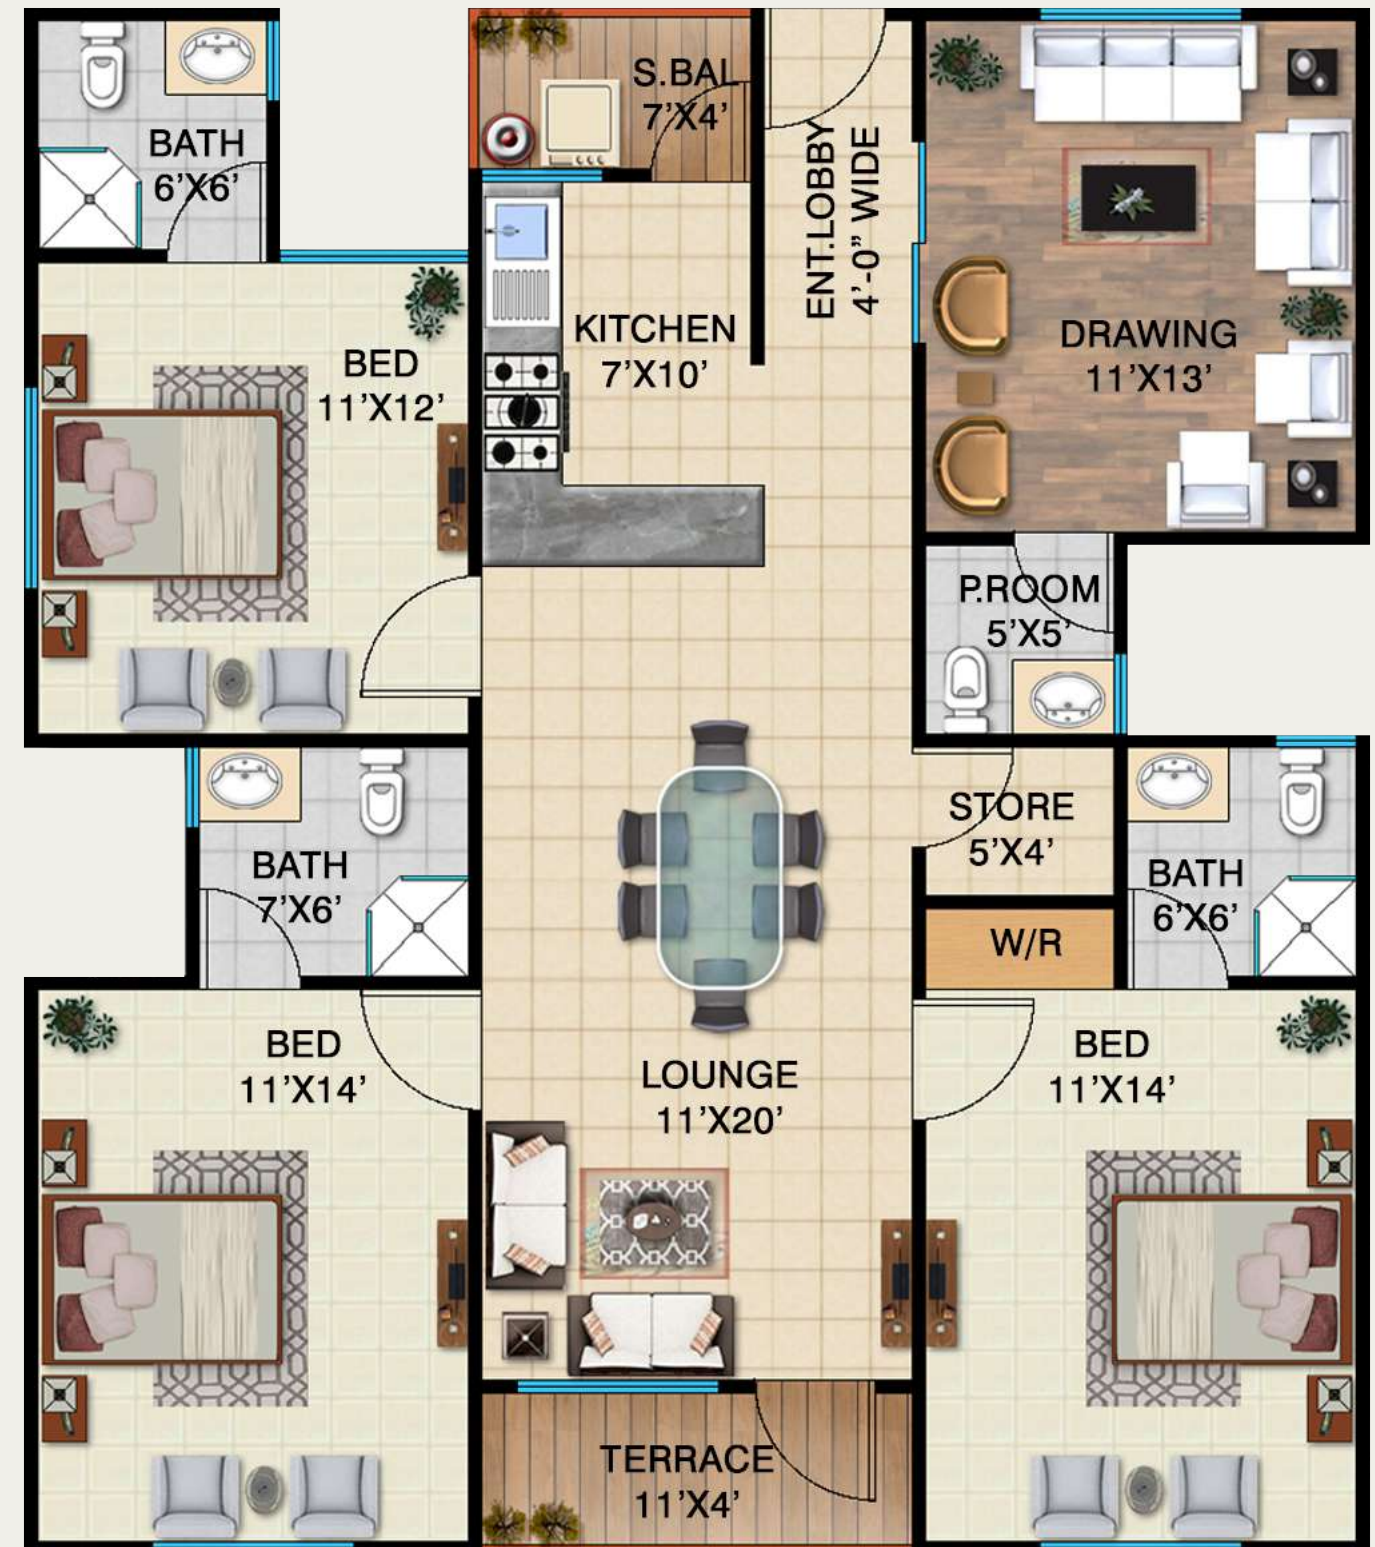 S.BAL
7'X4'
BATH
6'X6'
ENT.LOBBY
4'-0" WIDE
KITCHEN
7'X10'
DRAWING
11'X13'
BED
11'X12'
P.ROOM
5'X5'
STORE
5'X4'
BATH
7'X6'
BATH
6'X6'
W/R
BED
11'X14'
LOUNGE
11'X20'
BED
11'X14'
TERRACE
11'X4'